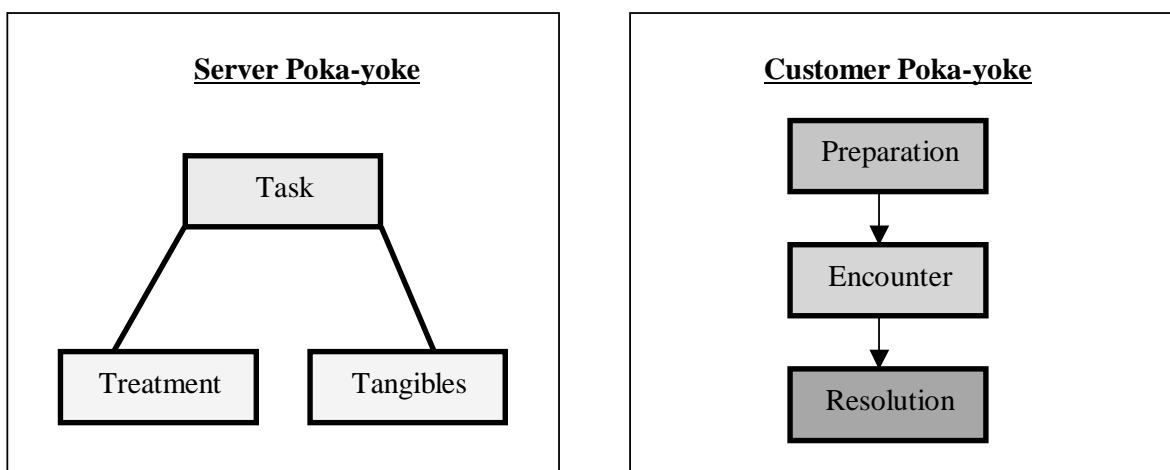 Server Poka-yoke
Task
Treatment
Tangibles
Customer Poka-yoke
Preparation
Encounter
Resolution